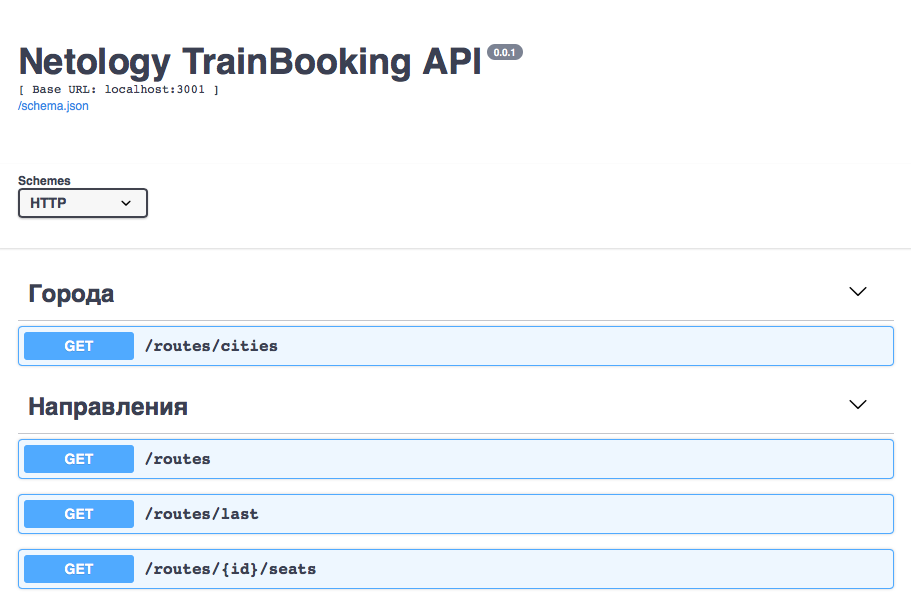 Netology TrainBooking API 0.0.1
[ Base URL: localhost:3001 ]
/schema.json
Schemes
HTTP
Города
GET /routes/cities
Направления
GET /routes
GET /routes/last
GET /routes/{id}/seats